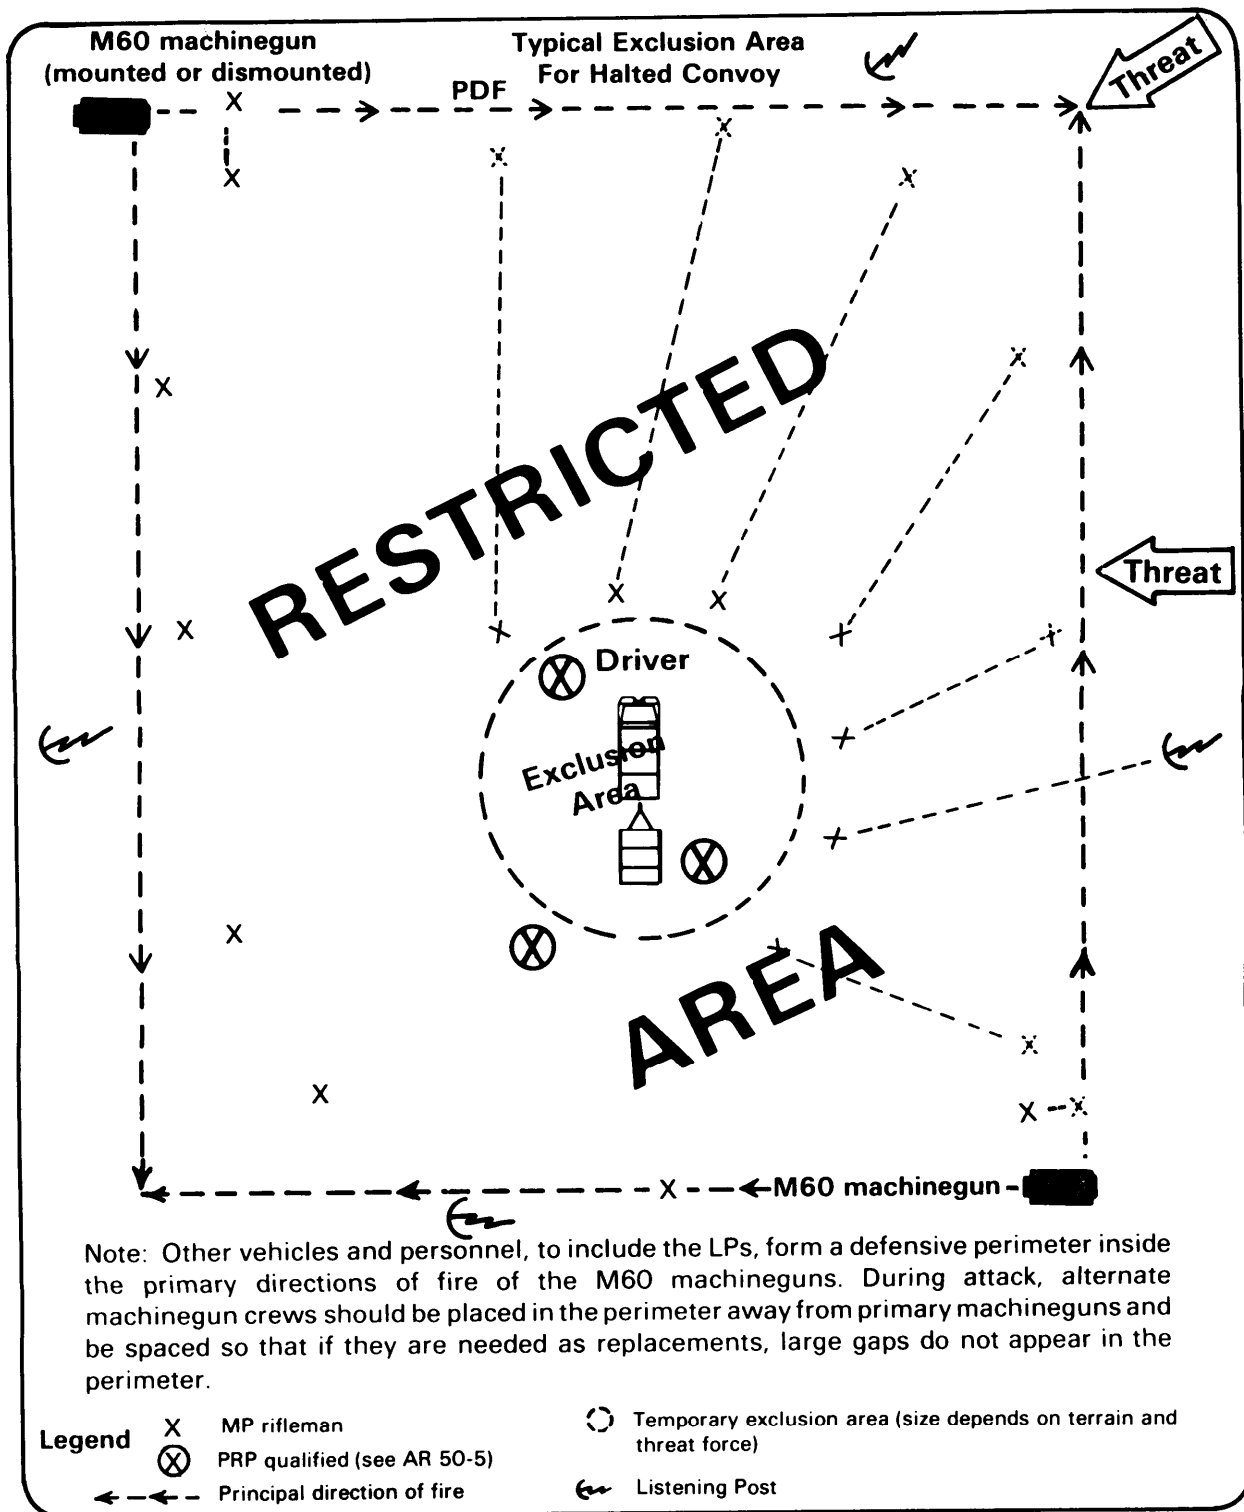 M60 machinegun
(mounted or dismounted)
Typical Exclusion Area
For Halted Convoy
Threat
PDF
X
X
X
X
X
RESTRICTED
Threat
X
X
X
X
Driver
X
Exclusion
Area
X
X
X
AREA
X
X
X
X
M60 machinegun
Note: Other vehicles and personnel, to include the LPs, form a defensive perimeter inside
the primary directions of fire of the M60 machineguns. During attack, alternate
machinegun crews should be placed in the perimeter away from primary machineguns and
be spaced so that if they are needed as replacements, large gaps do not appear in the
perimeter.
Legend
X MP rifleman
X PRP qualified (see AR 50-5)
Principal direction of fire
Temporary exclusion area (size depends on terrain and
threat force)
Listening Post